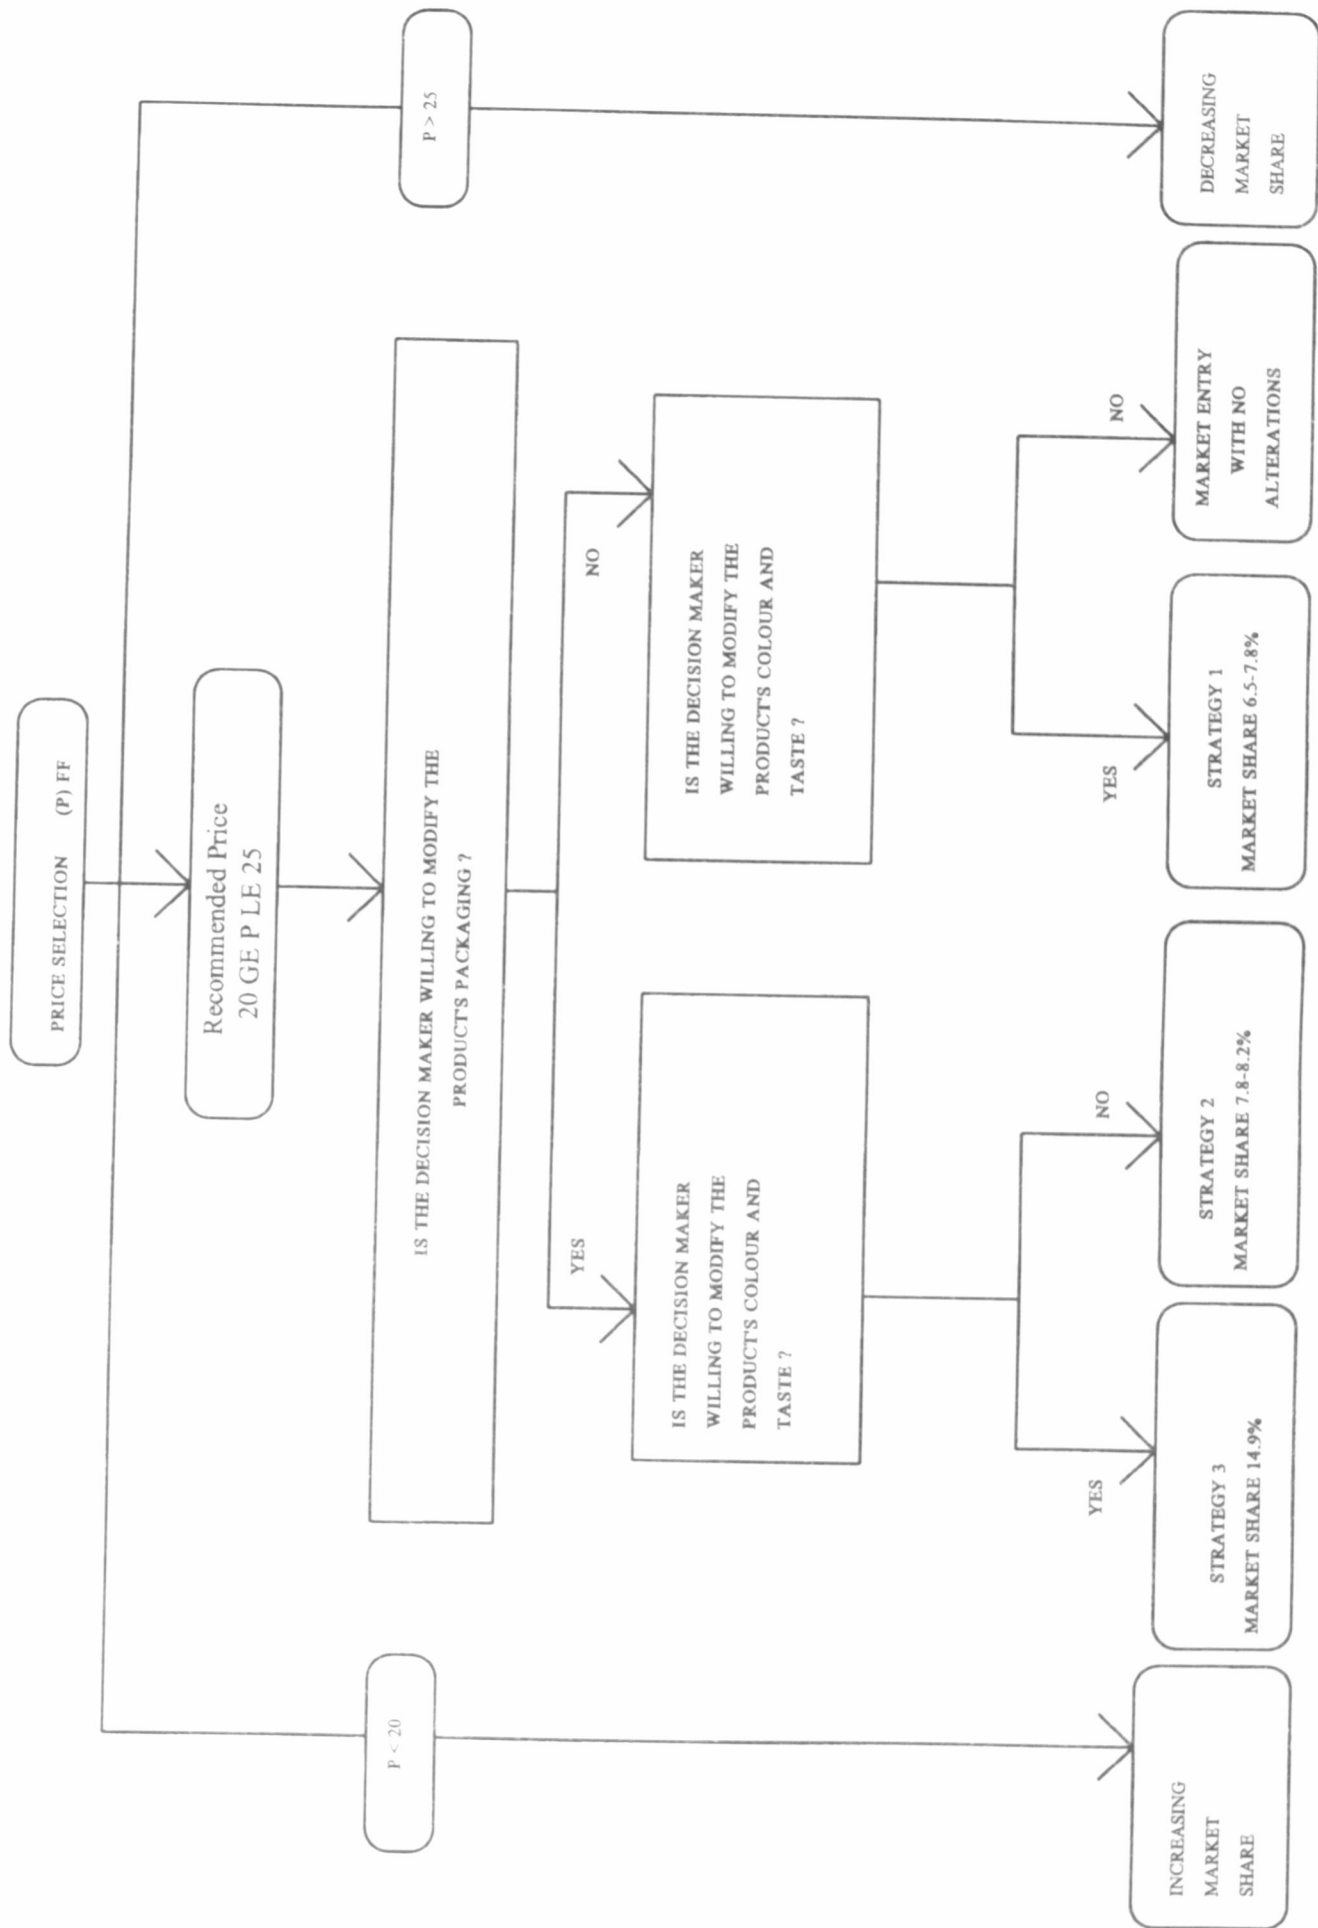 PRICE SELECTION (P) FF
Recommended Price
20 GE P LE 25
P < 20
P > 25
IS THE DECISION MAKER WILLING TO MODIFY THE
PRODUCT'S PACKAGING ?
YES
NO
IS THE DECISION MAKER
WILLING TO MODIFY THE
PRODUCT'S COLOUR AND
TASTE ?
IS THE DECISION MAKER
WILLING TO MODIFY THE
PRODUCT'S COLOUR AND
TASTE ?
YES
NO
YES
NO
INCREASING
MARKET
SHARE
STRATEGY 3
MARKET SHARE 14.9%
STRATEGY 2
MARKET SHARE 7.8-8.2%
STRATEGY 1
MARKET SHARE 6.5-7.8%
MARKET ENTRY
WITH NO
ALTERATIONS
DECREASING
MARKET
SHARE